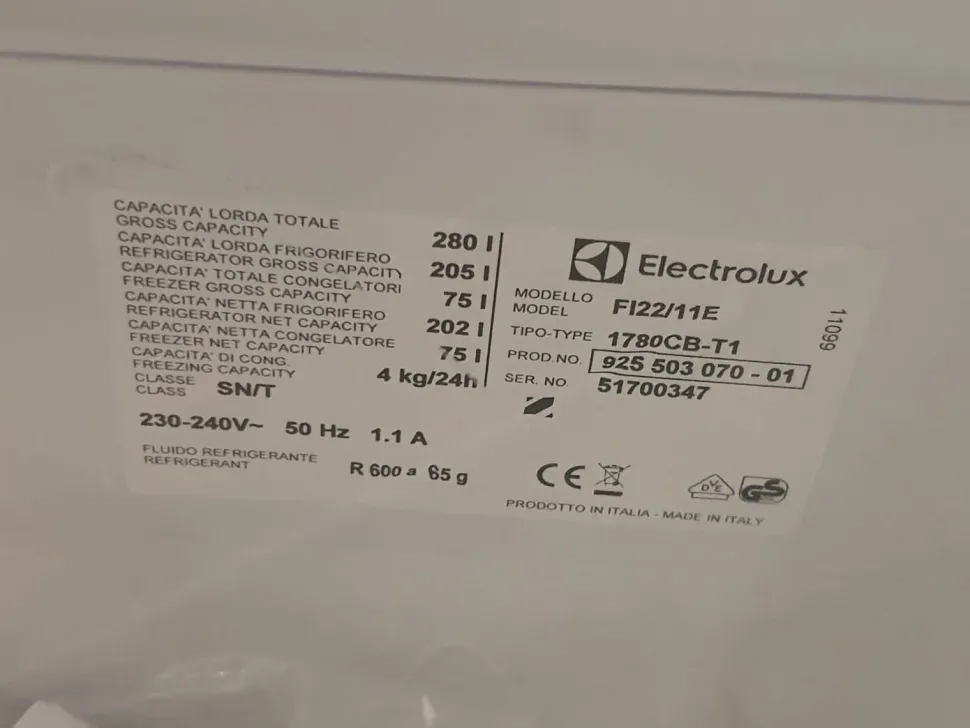 CAPACITA' LORDA TOTALE
GROSS CAPACITY 280 l
CAPACITA' LORDA FRIGORIFERO
REFRIGERATOR GROSS CAPACITY 205 l
CAPACITA' TOTALE CONGELATORI
FREEZER GROSS CAPACITY 75 l
CAPACITA' NETTA FRIGORIFERO
REFRIGERATOR NET CAPACITY 202 l
CAPACITA' NETTA CONGELATORE
FREEZER NET CAPACITY 75 l
CAPACITA' DI CONG.
FREEZING CAPACITY 4 kg/24h
CLASSE
CLASS SN/T
230-240V~ 50 Hz 1.1 A
FLUIDO REFRIGERANTE
REFRIGERANT R 600 a 65 g
Electrolux
MODELLO
MODEL FI22/11E
TIPO-TYPE 1780CB-T1
PROD.NO. 925 503 070 - 01
SER. NO. 51700347
11099
CE
DVE GS
PRODOTTO IN ITALIA - MADE IN ITALY